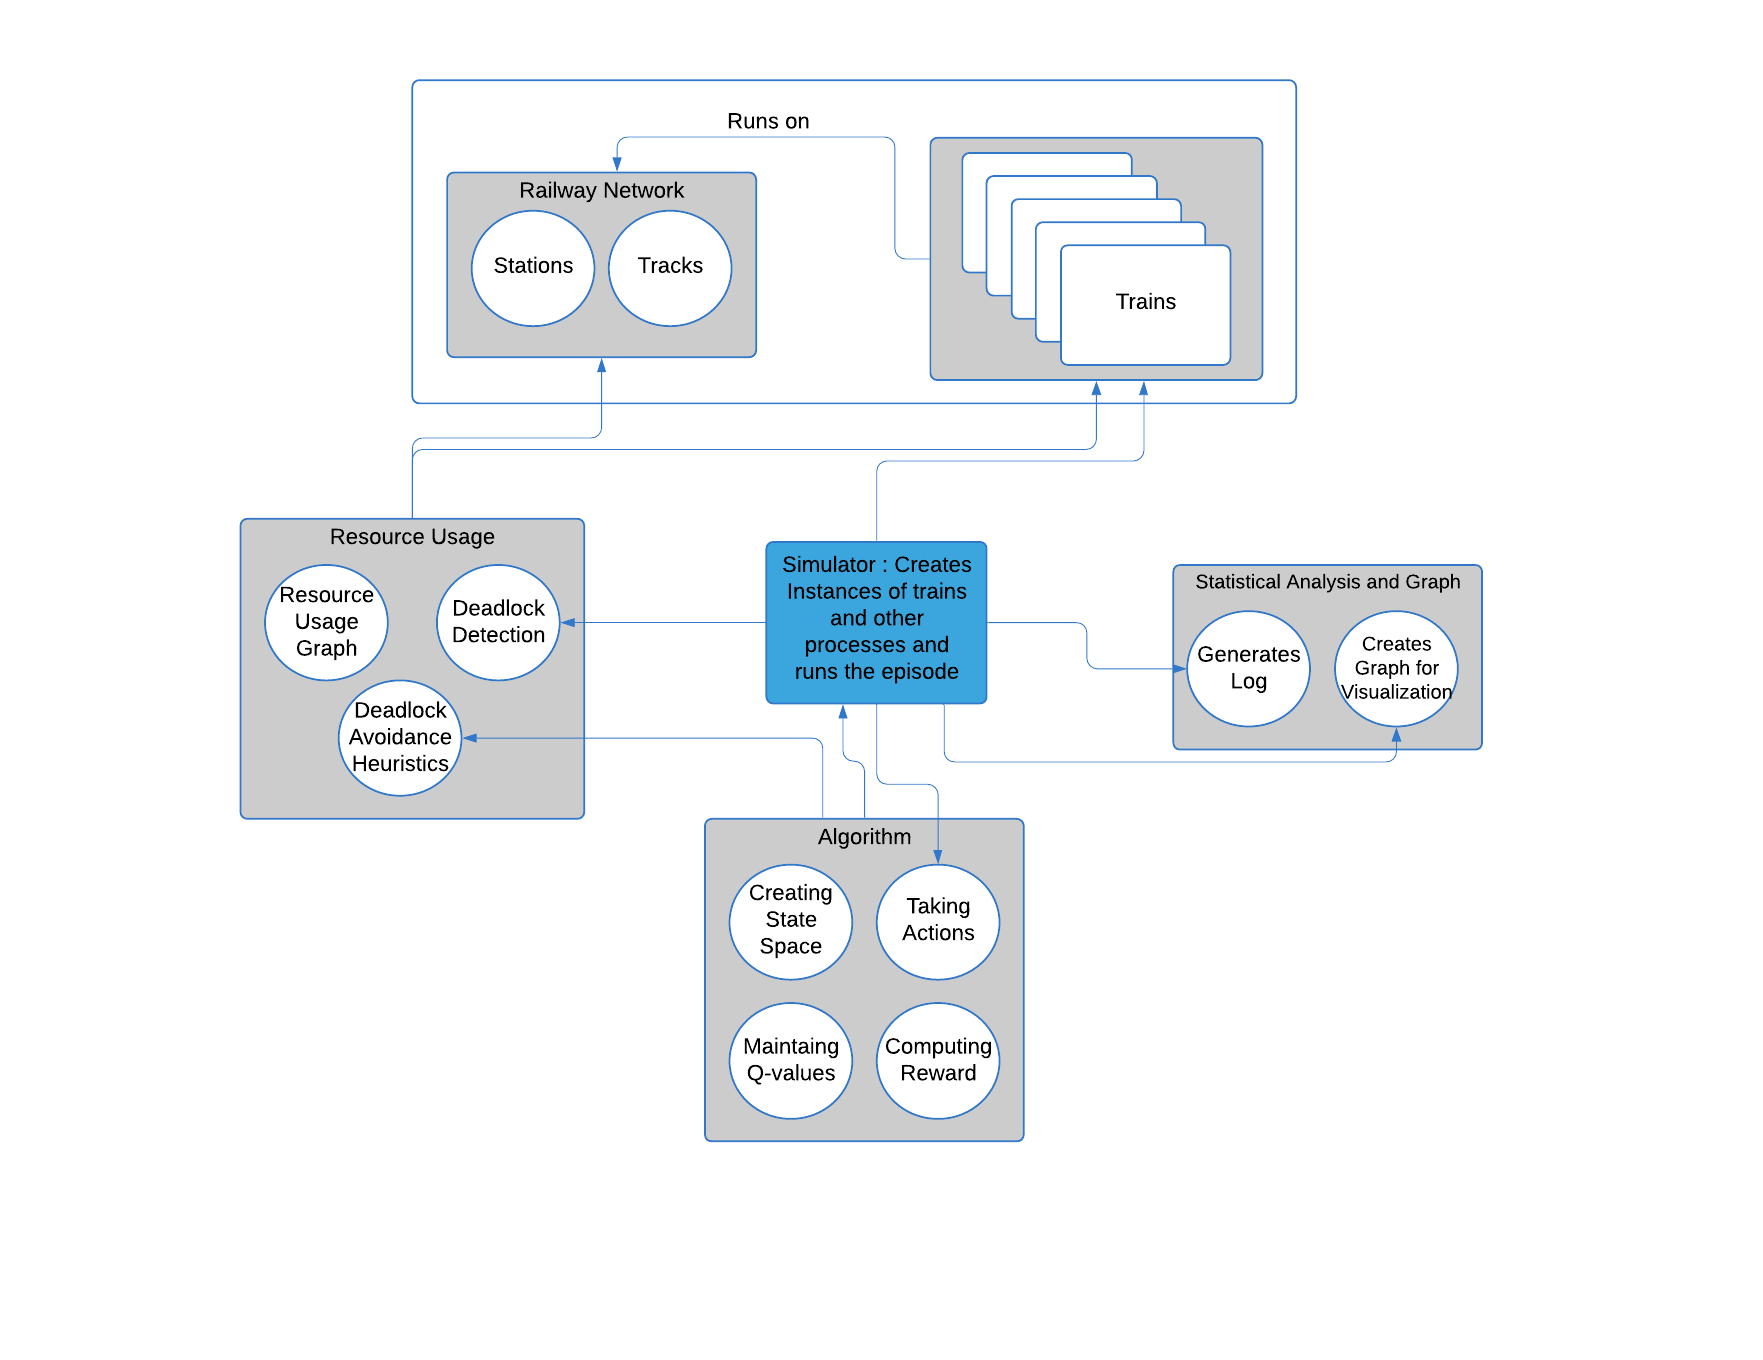 Runs on
Railway Network
Stations
Tracks
Trains
Resource Usage
Resource
Usage
Graph
Deadlock
Detection
Deadlock
Avoidance
Heuristics
Simulator : Creates
Instances of trains
and other
processes and
runs the episode
Statistical Analysis and Graph
Generates
Log
Creates
Graph for
Visualization
Algorithm
Creating
State
Space
Taking
Actions
Maintaing
Q-values
Computing
Reward